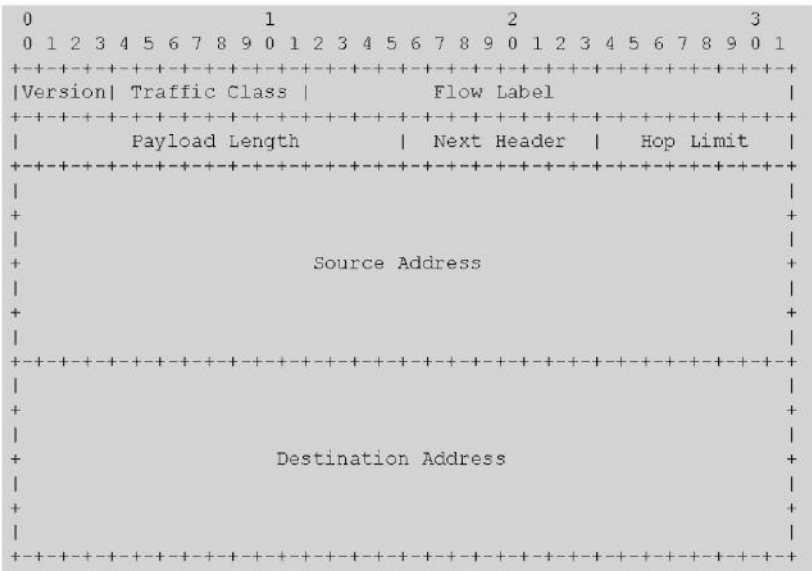 0                   1                   2                   3
 0 1 2 3 4 5 6 7 8 9 0 1 2 3 4 5 6 7 8 9 0 1 2 3 4 5 6 7 8 9 0 1
+-+-+-+-+-+-+-+-+-+-+-+-+-+-+-+-+-+-+-+-+-+-+-+-+-+-+-+-+-+-+-+-+
|Version| Traffic Class |           Flow Label                  |
+-+-+-+-+-+-+-+-+-+-+-+-+-+-+-+-+-+-+-+-+-+-+-+-+-+-+-+-+-+-+-+-+
|         Payload Length        |  Next Header  |   Hop Limit   |
+-+-+-+-+-+-+-+-+-+-+-+-+-+-+-+-+-+-+-+-+-+-+-+-+-+-+-+-+-+-+-+-+
|                                                               |
+                                                               +
|                                                               |
+                        Source Address                         +
|                                                               |
+                                                               +
|                                                               |
+-+-+-+-+-+-+-+-+-+-+-+-+-+-+-+-+-+-+-+-+-+-+-+-+-+-+-+-+-+-+-+-+
|                                                               |
+                                                               +
|                                                               |
+                     Destination Address                       +
|                                                               |
+                                                               +
|                                                               |
+-+-+-+-+-+-+-+-+-+-+-+-+-+-+-+-+-+-+-+-+-+-+-+-+-+-+-+-+-+-+-+-+